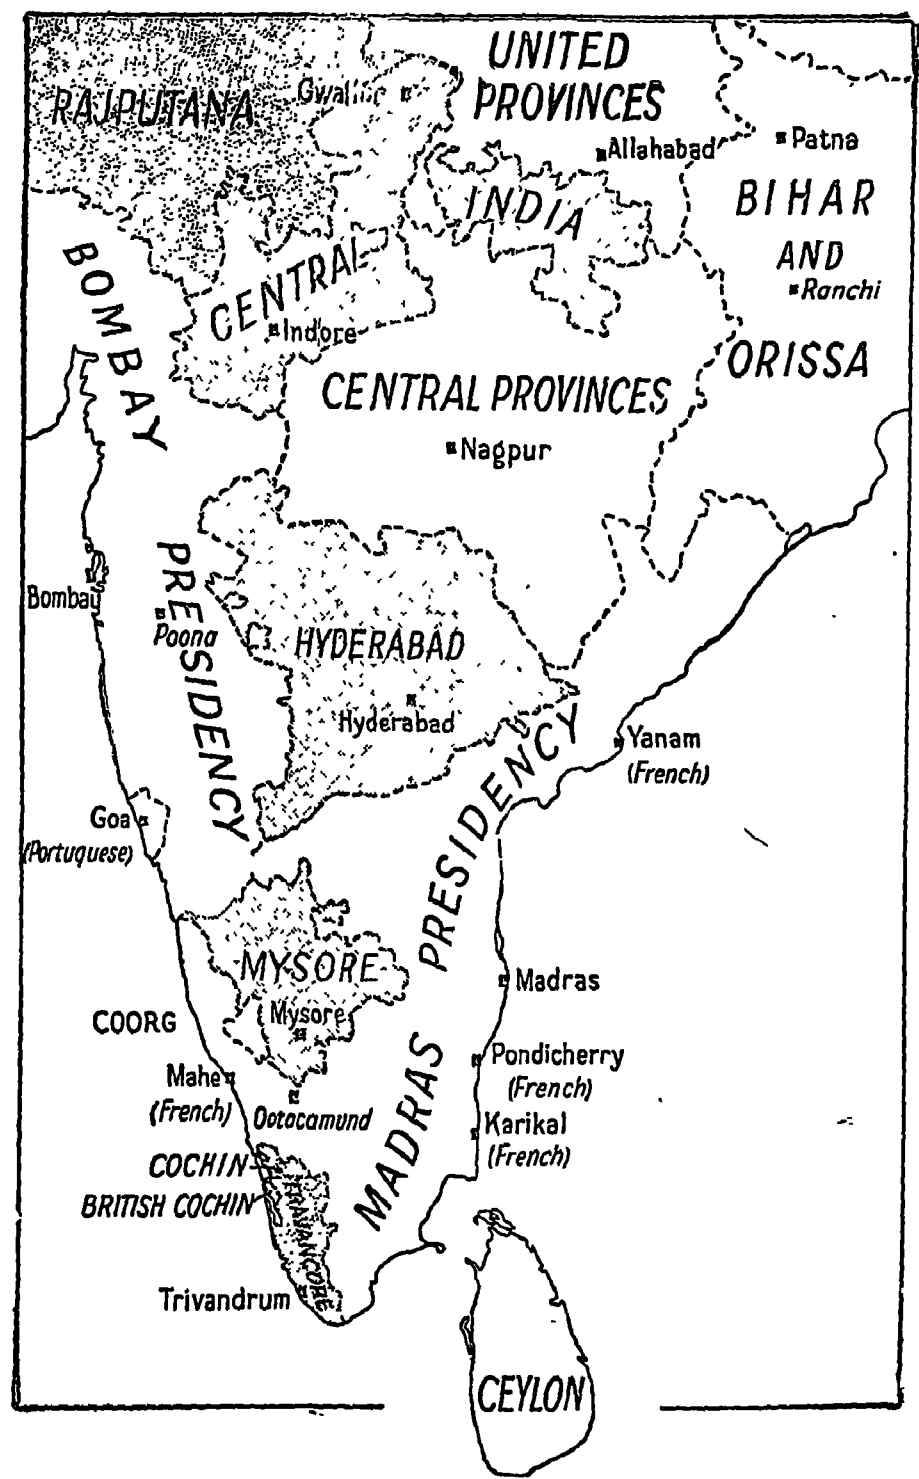 UNITED
PROVINCES
RAJPUTANA
Gwalior
Allahabad
Patna
INDIA
BIHAR
AND
Ranchi
ORISSA
BOMBAY
CENTRAL
Indore
CENTRAL PROVINCES
Nagpur
PRESIDENCY
Bombay
Poona
HYDERABAD
Hyderabad
Yanam
(French)
PRESIDENCY
Goa
(Portuguese)
MYSORE
Mysore
Madras
COORG
Pondicherry
(French)
Mahe
(French)
Ootacamund
MADRAS
Karikal
(French)
COCHIN
BRITISH COCHIN
TRAVANCORE
Trivandrum
CEYLON